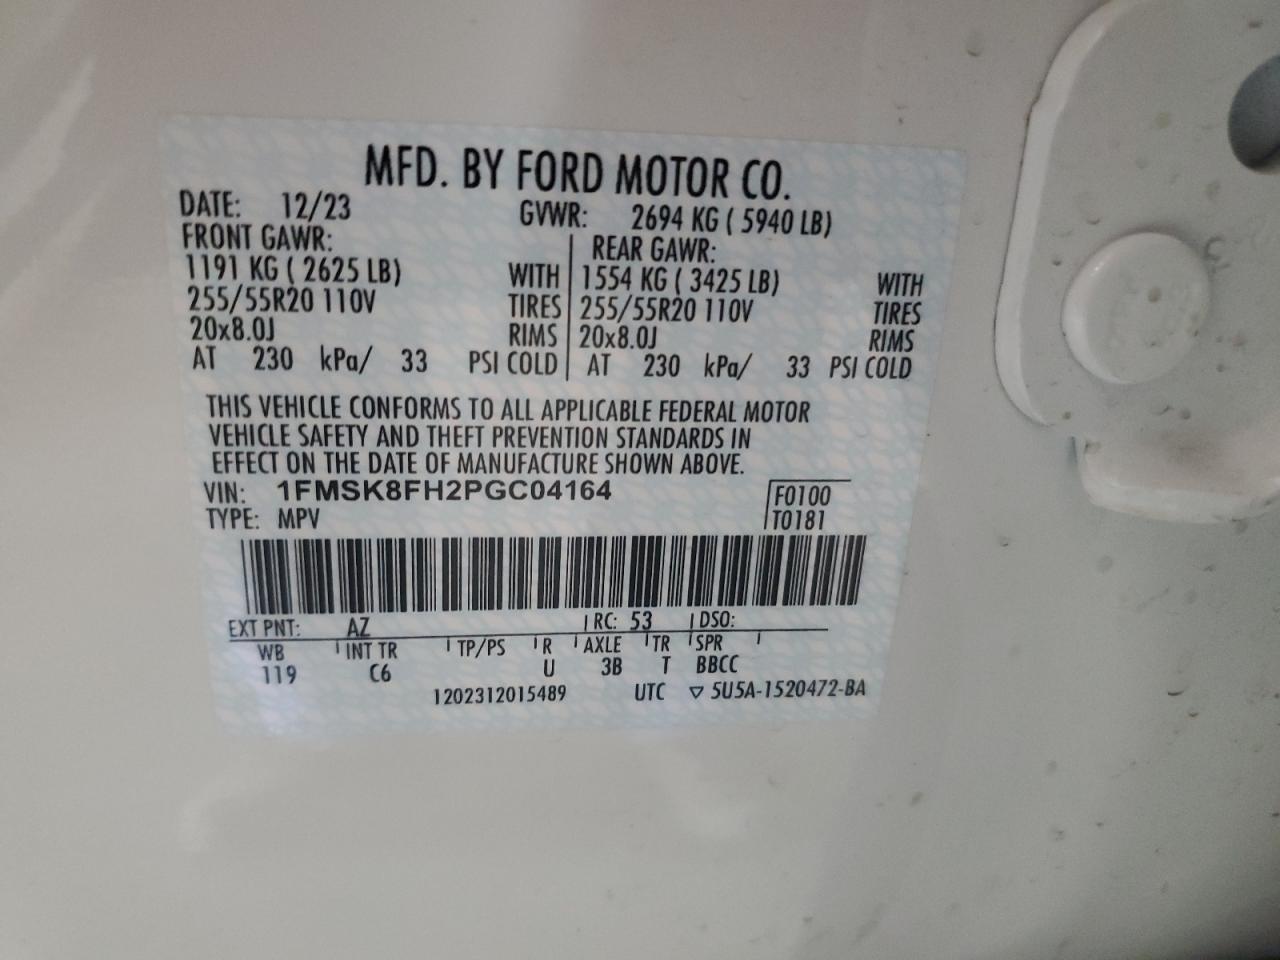 MFD. BY FORD MOTOR CO.
DATE: 12/23 GVWR: 2694 KG ( 5940 LB)
FRONT GAWR: REAR GAWR:
1191 KG ( 2625 LB) WITH 1554 KG ( 3425 LB) WITH
255/55R20 110V TIRES 255/55R20 110V TIRES
20x8.0J RIMS 20x8.0J RIMS
AT 230 kPa/ 33 PSI COLD AT 230 kPa/ 33 PSI COLD
THIS VEHICLE CONFORMS TO ALL APPLICABLE FEDERAL MOTOR
VEHICLE SAFETY AND THEFT PREVENTION STANDARDS IN
EFFECT ON THE DATE OF MANUFACTURE SHOWN ABOVE.
VIN: 1FMSK8FH2PGC04164 F0100
TYPE: MPV T0181
EXT PNT: AZ RC: 53 DSO:
WB INT TR TP/PS R AXLE TR SPR
119 C6 U 3B T BBCC
1202312015489 UTC ▽ 5U5A-1520472-BA